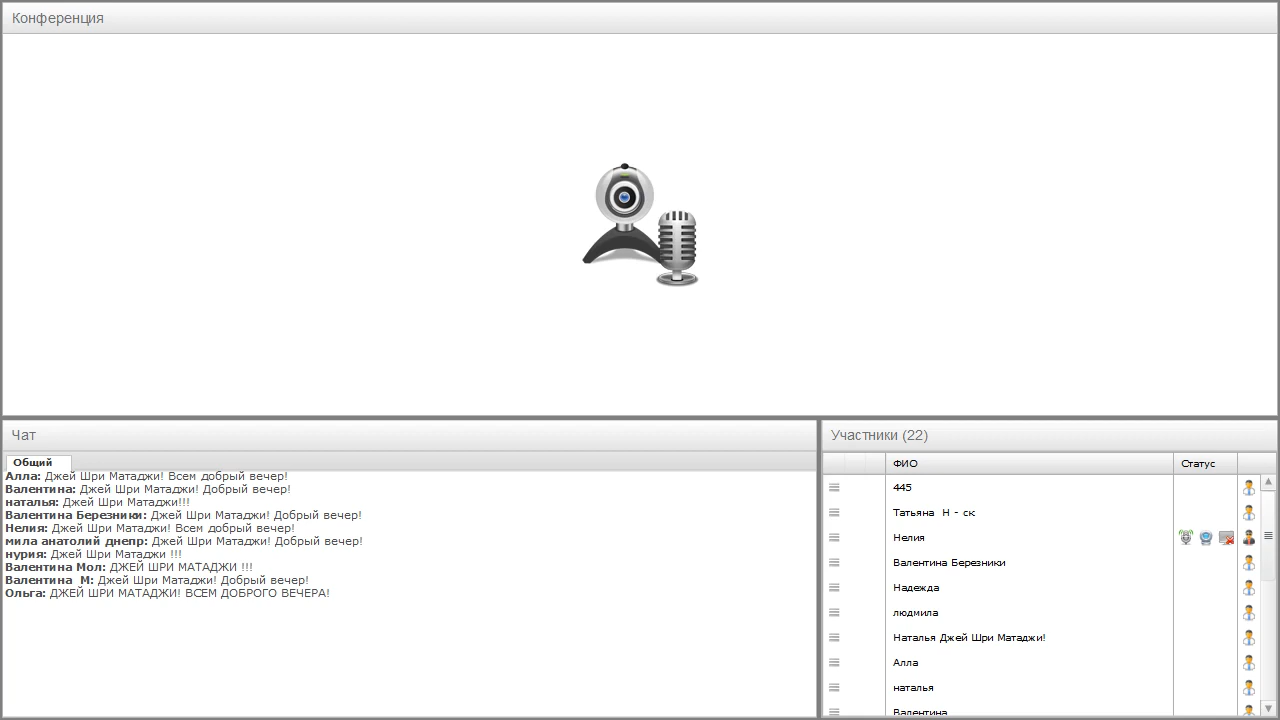 Конференция
Чат
Общий
Алла: Джей Шри Матаджи! Всем добрый вечер!
Валентина: Джей Шри Матаджи! Добрый вечер!
наталья: Джей Шри Матаджи!!!
Валентина Березники: Джей Шри Матаджи! Добрый вечер!
Нелия: Джей Шри Матаджи! Всем добрый вечер!
мила анатолий днепр: Джей Шри Матаджи! Добрый вечер!
нурия: Джей Шри Матаджи !!!
Валентина Мол: ДЖЕЙ ШРИ МАТАДЖИ !!!
Валентина М: Джей Шри Матаджи! Добрый вечер!
Ольга: ДЖЕЙ ШРИ МАТАДЖИ! ВСЕМ ДОБРОГО ВЕЧЕРА!
Участники (22)
ФИО Статус
445
Татьяна Н - ск
Нелия
Валентина Березники
Надежда
людмила
Наталья Джей Шри Матаджи!
Алла
наталья
Валентина